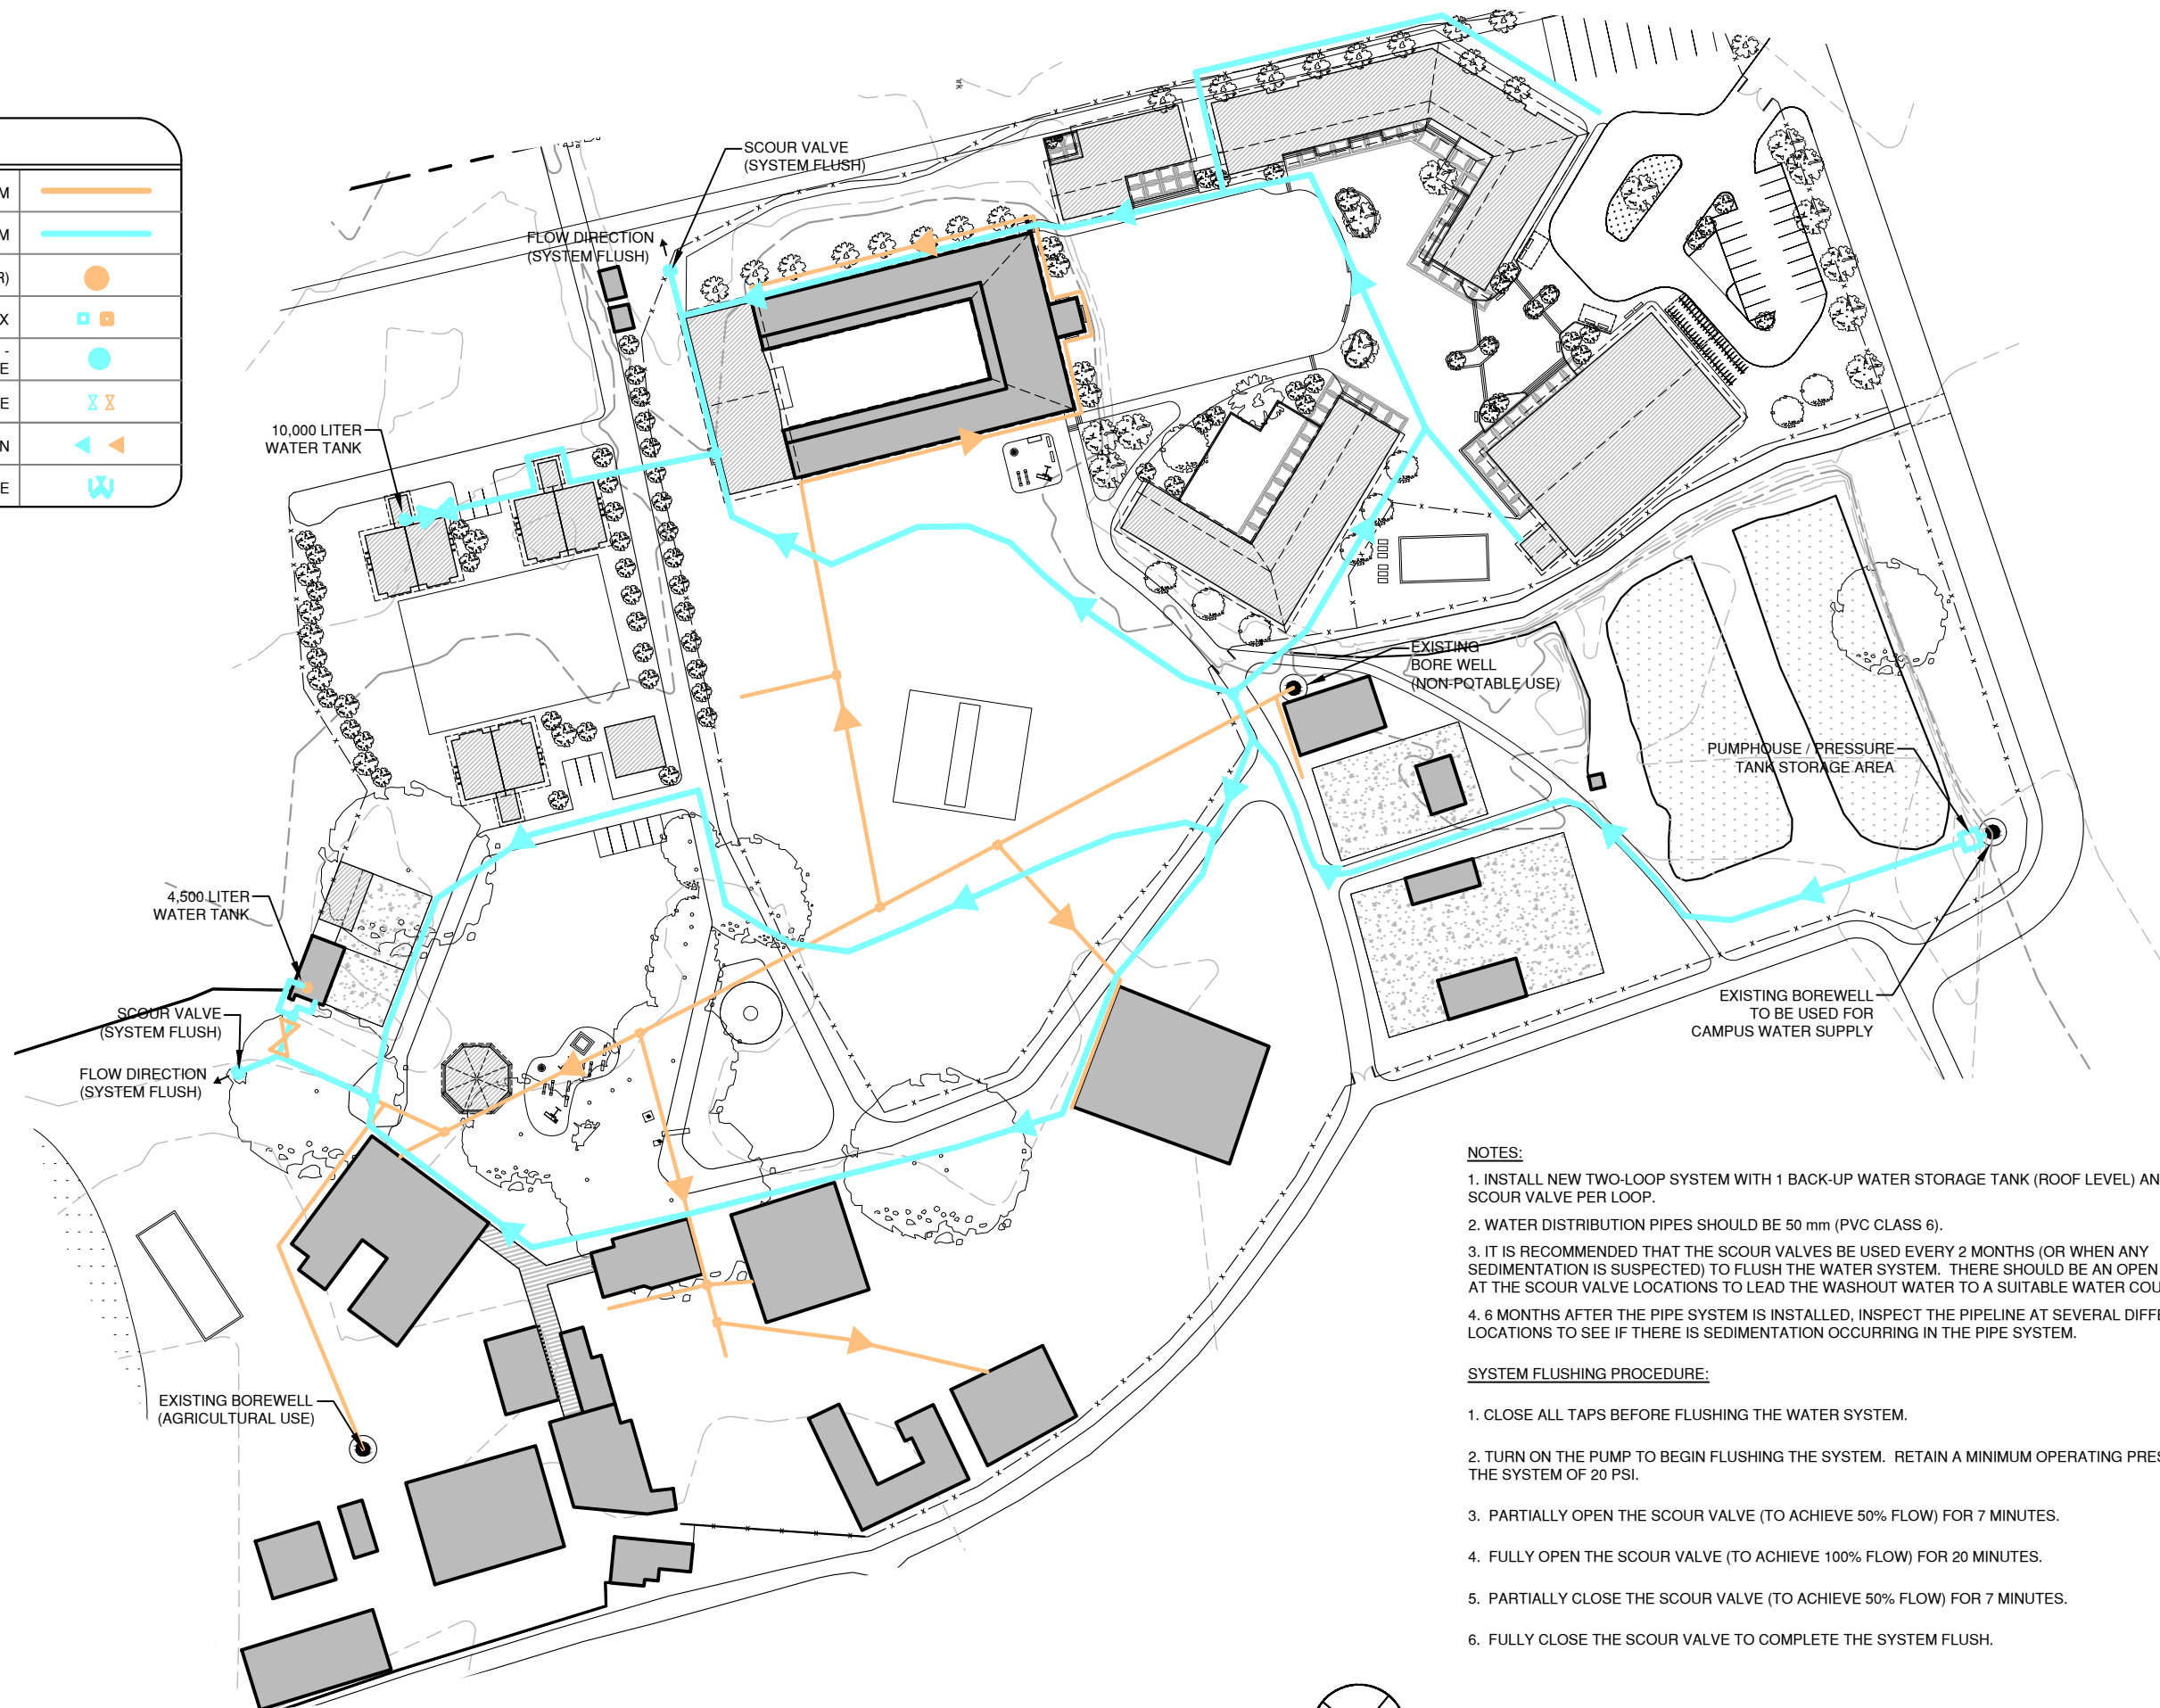 M
M
R)
X
-
E
E
N
E
SCOUR VALVE
(SYSTEM FLUSH)
FLOW DIRECTION
(SYSTEM FLUSH)
10,000 LITER
WATER TANK
EXISTING
BORE WELL
(NON-POTABLE USE)
PUMPHOUSE / PRESSURE
TANK STORAGE AREA
4,500 LITER
WATER TANK
SCOUR VALVE
(SYSTEM FLUSH)
FLOW DIRECTION
(SYSTEM FLUSH)
EXISTING BOREWELL
TO BE USED FOR
CAMPUS WATER SUPPLY
EXISTING BOREWELL
(AGRICULTURAL USE)
NOTES:
1. INSTALL NEW TWO-LOOP SYSTEM WITH 1 BACK-UP WATER STORAGE TANK (ROOF LEVEL) AN
SCOUR VALVE PER LOOP.
2. WATER DISTRIBUTION PIPES SHOULD BE 50 mm (PVC CLASS 6).
3. IT IS RECOMMENDED THAT THE SCOUR VALVES BE USED EVERY 2 MONTHS (OR WHEN ANY
SEDIMENTATION IS SUSPECTED) TO FLUSH THE WATER SYSTEM. THERE SHOULD BE AN OPEN
AT THE SCOUR VALVE LOCATIONS TO LEAD THE WASHOUT WATER TO A SUITABLE WATER COU
4. 6 MONTHS AFTER THE PIPE SYSTEM IS INSTALLED, INSPECT THE PIPELINE AT SEVERAL DIFFE
LOCATIONS TO SEE IF THERE IS SEDIMENTATION OCCURRING IN THE PIPE SYSTEM.
SYSTEM FLUSHING PROCEDURE:
1. CLOSE ALL TAPS BEFORE FLUSHING THE WATER SYSTEM.
2. TURN ON THE PUMP TO BEGIN FLUSHING THE SYSTEM. RETAIN A MINIMUM OPERATING PRES
THE SYSTEM OF 20 PSI.
3. PARTIALLY OPEN THE SCOUR VALVE (TO ACHIEVE 50% FLOW) FOR 7 MINUTES.
4. FULLY OPEN THE SCOUR VALVE (TO ACHIEVE 100% FLOW) FOR 20 MINUTES.
5. PARTIALLY CLOSE THE SCOUR VALVE (TO ACHIEVE 50% FLOW) FOR 7 MINUTES.
6. FULLY CLOSE THE SCOUR VALVE TO COMPLETE THE SYSTEM FLUSH.